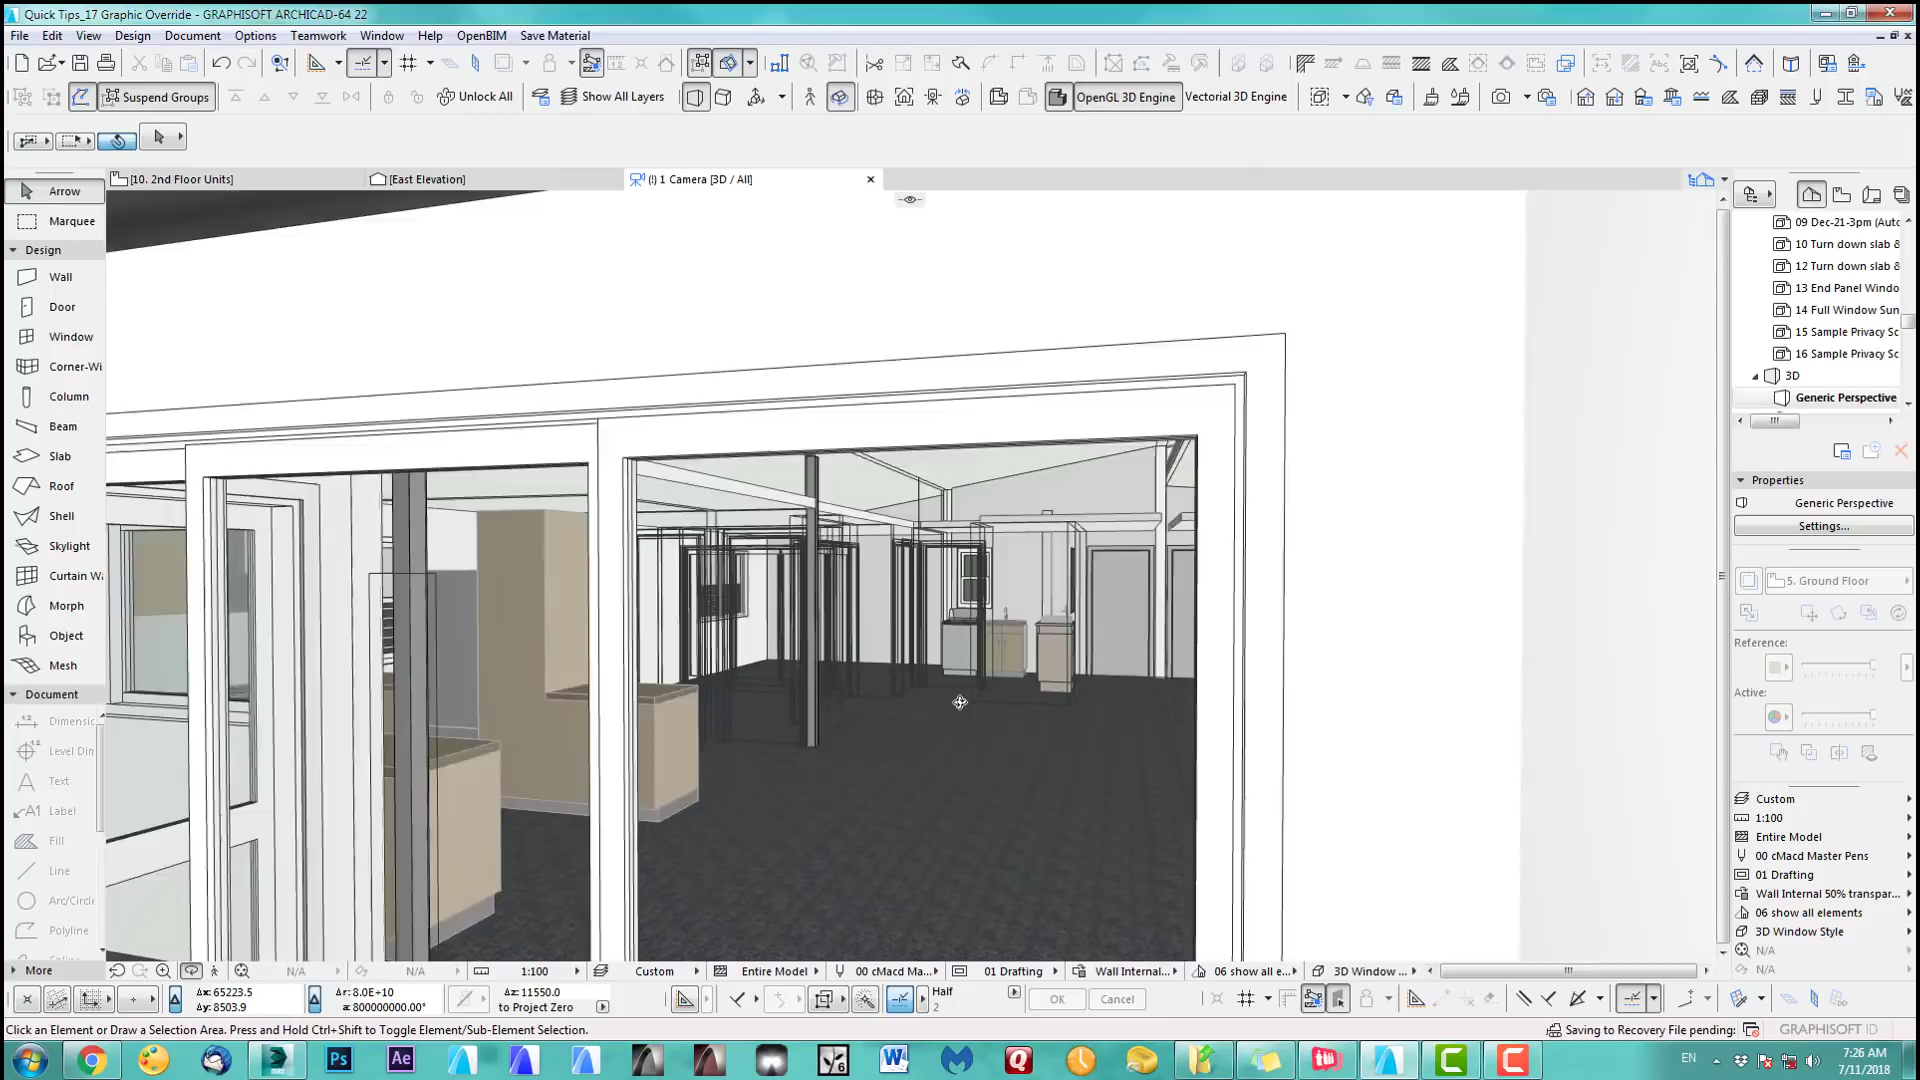 Quick Tips_17 Graphic Override - GRAPHISOFT ARCHICAD-64 22
File Edit View Design Document Options Teamwork Window Help OpenBIM Save Material
Suspend Groups Unlock All Show All Layers OpenGL 3D Engine Vectorial 3D Engine
[10. 2nd Floor Units] [East Elevation] (!) 1 Camera [3D / All]
Arrow
Marquee
Design
Wall
Door
Window
Corner-Wi
Column
Beam
Slab
Roof
Shell
Skylight
Curtain Wa
Morph
Object
Mesh
Document
Dimensic
Level Dim
Text
Label
Fill
Line
Arc/Circle
Polyline
More
09 Dec-21-3pm (Autc
10 Turn down slab &
12 Turn down slab &
13 End Panel Windo
14 Full Window Sun
15 Sample Privacy Sc
16 Sample Privacy Sc
3D
Generic Perspective
Properties
Generic Perspective
Settings...
5. Ground Floor
Reference:
Active:
Custom
1:100
Entire Model
00 cMacd Master Pens
01 Drafting
Wall Internal 50% transpar...
06 show all elements
3D Window Style
N/A
N/A
N/A N/A 1:100 Custom Entire Model 00 cMacd Ma... 01 Drafting Wall Internal... 06 show all e... 3D Window ...
Δx: 65223.5 Δr: 8.0E+10 Δz: 11550.0 Half OK Cancel
Δy: 8503.9 a: 800000000.00° to Project Zero 2
Click an Element or Draw a Selection Area. Press and Hold Ctrl+Shift to Toggle Element/Sub-Element Selection. Saving to Recovery File pending: GRAPHISOFT ID
Ps Ae W Q C C
EN 7:26 AM
7/11/2018